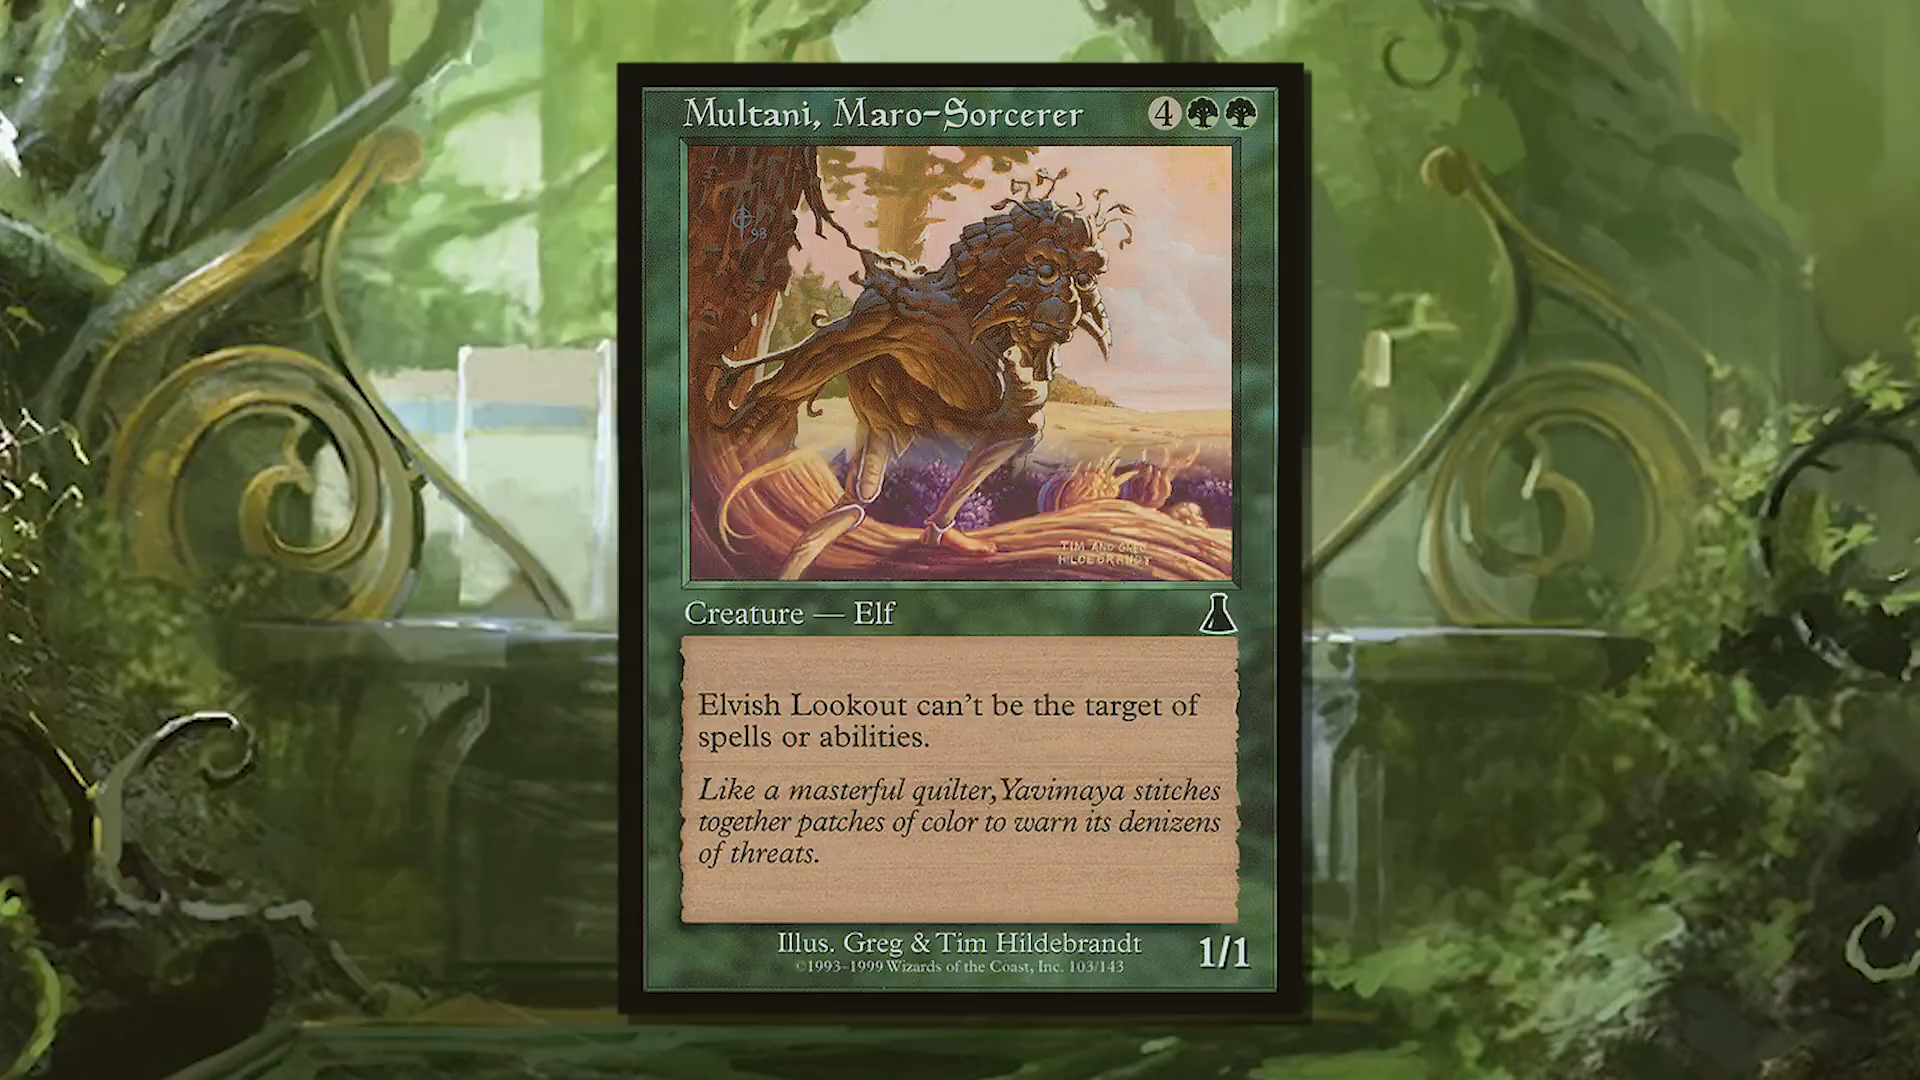 Multani, Maro-Sorcerer 4
98
TIM AND GREG
HILDEBRANDT
Creature — Elf
Elvish Lookout can't be the target of
spells or abilities.
Like a masterful quilter, Yavimaya stitches
together patches of color to warn its denizens
of threats.
Illus. Greg & Tim Hildebrandt
©1993–1999 Wizards of the Coast, Inc. 103/143
1/1